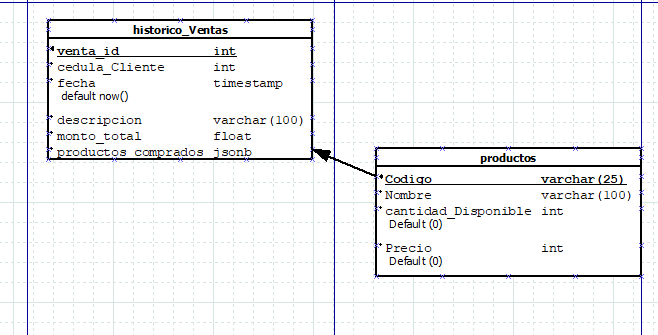 historico_Ventas
venta_id int
cedula_Cliente int
fecha timestamp
default now()
descripcion varchar(100)
monto_total float
productos_comprados jsonb
productos
Codigo varchar(25)
Nombre varchar(100)
cantidad_Disponible int
Default (0)
Precio int
Default (0)